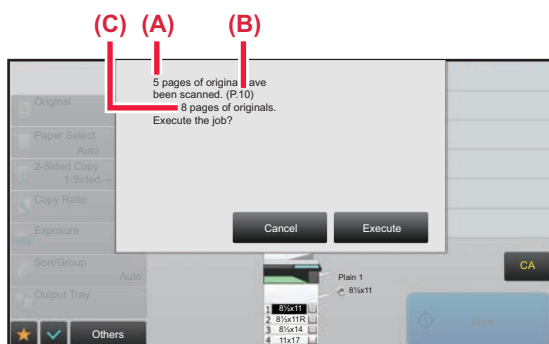 (C) (A) (B)
5 pages of original ave
been scanned. (P.10)
8 pages of originals.
Execute the job?
Original
Paper Select
Auto
2-Sided Copy
1-Sided→
Copy Ratio
Exposure
Sort/Group
Auto
Output Tray
Others
Cancel
Execute
Plain 1
8½x11
1 8½x11
2 8½x11R
3 8½x14
4 11x17
CA
Start